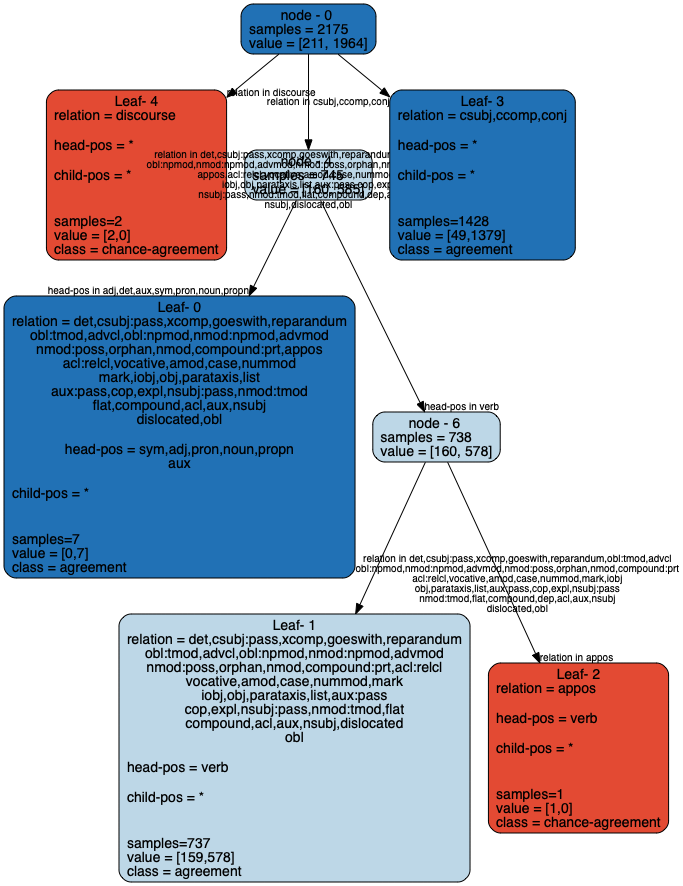 node - 0
samples = 2175
value = [211, 1964]
relation in discourse
relation in csubj,ccomp,conj
Leaf- 4
relation = discourse
head-pos = *
child-pos = *
samples=2
value = [2,0]
class = chance-agreement
relation in det,csubj:pass,xcomp,goeswith,reparandum
obl:npmod,nmod:npmod,advmod,nmod:poss,orphan,nmod
appos,acl:relcl,vocative,amod,case,nummod
iobj,obj,parataxis,list,aux:pass,cop,expl
nsubj:pass,nmod:tmod,flat,compound,dep,acl
nsubj,dislocated,obl
samples = 745
value = [160, 585]
Leaf- 3
relation = csubj,ccomp,conj
head-pos = *
child-pos = *
samples=1428
value = [49,1379]
class = agreement
head-pos in adj,det,aux,sym,pron,noun,propn
Leaf- 0
relation = det,csubj:pass,xcomp,goeswith,reparandum
obl:tmod,advcl,obl:npmod,nmod:npmod,advmod
nmod:poss,orphan,nmod,compound:prt,appos
acl:relcl,vocative,amod,case,nummod
mark,iobj,obj,parataxis,list
aux:pass,cop,expl,nsubj:pass,nmod:tmod
flat,compound,acl,aux,nsubj
dislocated,obl
head-pos = sym,adj,pron,noun,propn
aux
child-pos = *
samples=7
value = [0,7]
class = agreement
head-pos in verb
node - 6
samples = 738
value = [160, 578]
relation in det,csubj:pass,xcomp,goeswith,reparandum,obl:tmod,advcl
obl:npmod,nmod:npmod,advmod,nmod:poss,orphan,nmod,compound:prt
acl:relcl,vocative,amod,case,nummod,mark,iobj
obj,parataxis,list,aux:pass,cop,expl,nsubj:pass
nmod:tmod,flat,compound,dep,acl,aux,nsubj
dislocated,obl
relation in appos
Leaf- 1
relation = det,csubj:pass,xcomp,goeswith,reparandum
obl:tmod,advcl,obl:npmod,nmod:npmod,advmod
nmod:poss,orphan,nmod,compound:prt,acl:relcl
vocative,amod,case,nummod,mark
iobj,obj,parataxis,list,aux:pass
cop,expl,nsubj:pass,nmod:tmod,flat
compound,acl,aux,nsubj,dislocated
obl
head-pos = verb
child-pos = *
samples=737
value = [159,578]
class = agreement
Leaf- 2
relation = appos
head-pos = verb
child-pos = *
samples=1
value = [1,0]
class = chance-agreement